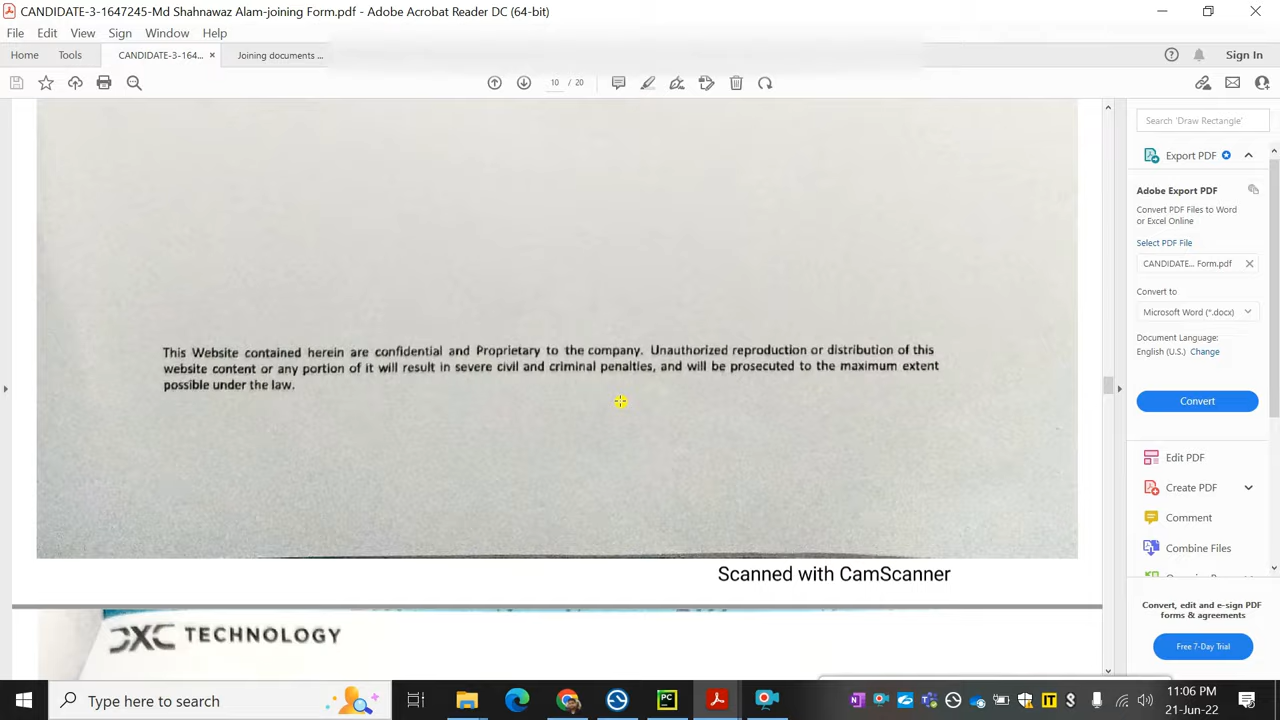 CANDIDATE-3-1647245-Md Shahnawaz Alam-joining Form.pdf - Adobe Acrobat Reader DC (64-bit)
File Edit View Sign Window Help
Home Tools CANDIDATE-3-164... × Joining documents ... Sign In
10 / 20
Search 'Draw Rectangle'
Export PDF
Adobe Export PDF
Convert PDF Files to Word
or Excel Online
Select PDF File
CANDIDATE... Form.pdf
Convert to
Microsoft Word (*.docx)
Document Language:
English (U.S.) Change
Convert
Edit PDF
Create PDF
Comment
Combine Files
Convert, edit and e-sign PDF
forms & agreements
Free 7-Day Trial
This Website contained herein are confidential and Proprietary to the company. Unauthorized reproduction or distribution of this
website content or any portion of it will result in severe civil and criminal penalties, and will be prosecuted to the maximum extent
possible under the law.
Scanned with CamScanner
DXC TECHNOLOGY
Type here to search
11:06 PM
21-Jun-22